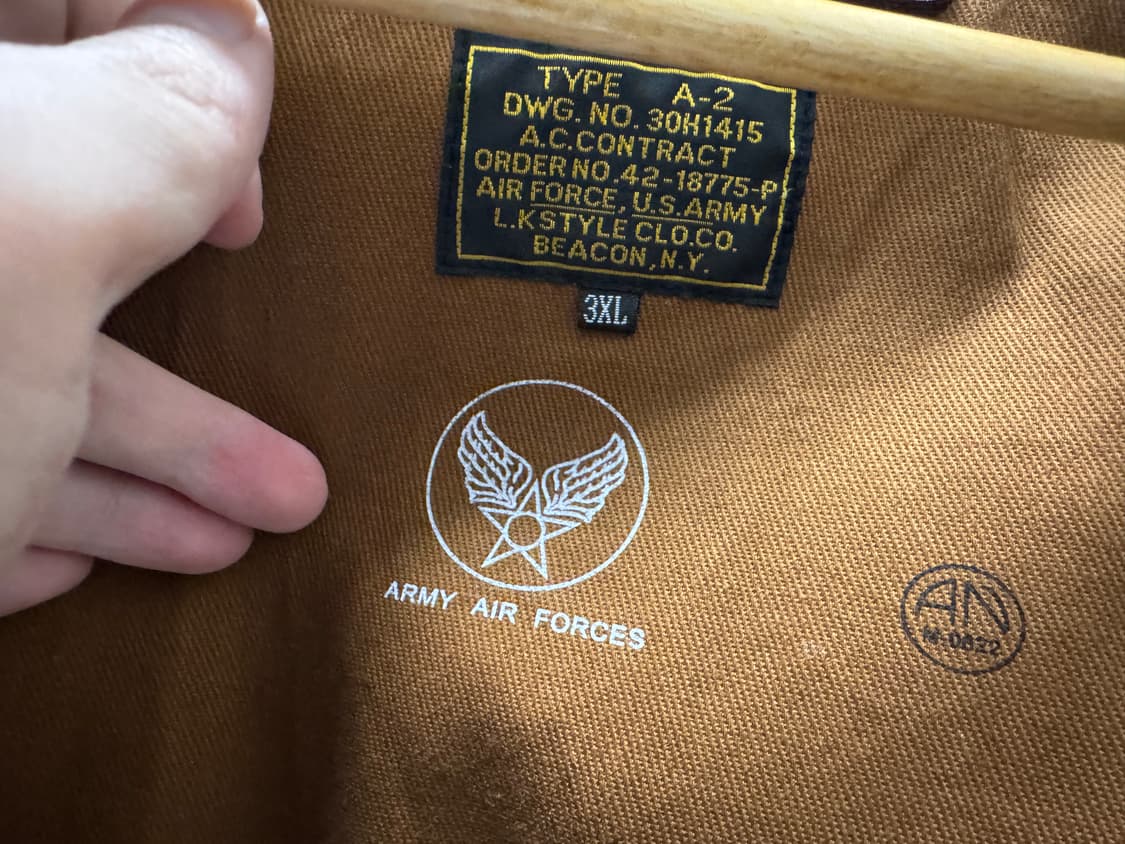 TYPE A-2
DWG. NO. 30H1415
A.C.CONTRACT
ORDER NO.42-18775-P
AIR FORCE, U.S.ARMY
L.K STYLE CLO.CO.
BEACON, N.Y.
3XL
ARMY AIR FORCES
AN